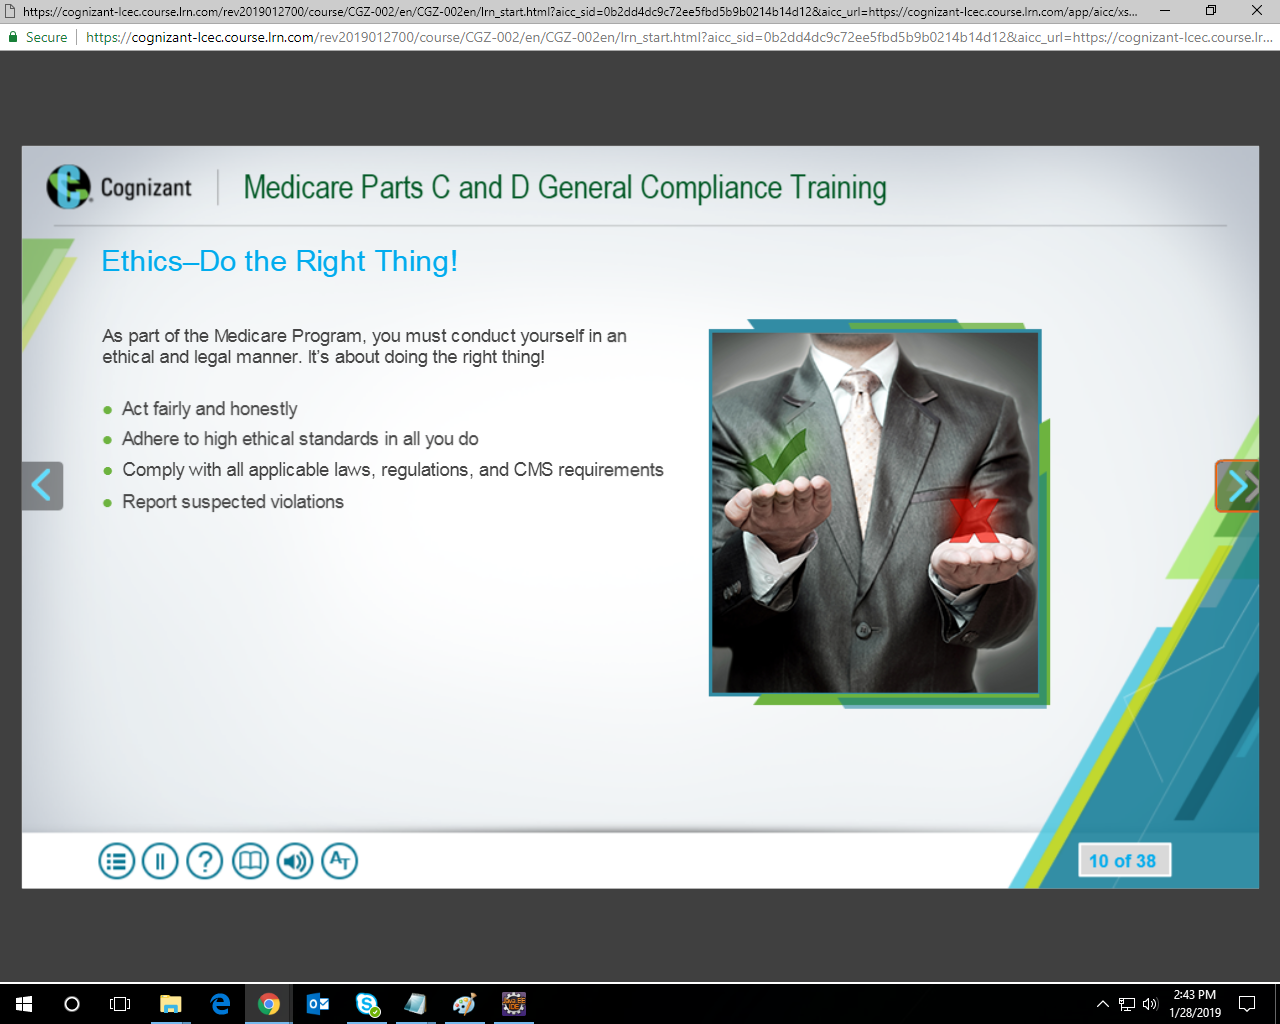 https://cognizant-lcec.course.lrn.com/rev2019012700/course/CGZ-002/en/CGZ-002en/lrn_start.html?aicc_sid=0b2dd4dc9c72ee5fbd5b9b0214b14d12&aicc_url=https://cognizant-lcec.course.lrn.com/app/aicc/xs...
Secure https://cognizant-lcec.course.lrn.com/rev2019012700/course/CGZ-002/en/CGZ-002en/lrn_start.html?aicc_sid=0b2dd4dc9c72ee5fbd5b9b0214b14d12&aicc_url=https://cognizant-lcec.course.lr...
Cognizant Medicare Parts C and D General Compliance Training
Ethics–Do the Right Thing!
As part of the Medicare Program, you must conduct yourself in an
ethical and legal manner. It's about doing the right thing!
Act fairly and honestly
Adhere to high ethical standards in all you do
Comply with all applicable laws, regulations, and CMS requirements
Report suspected violations
10 of 38
2:43 PM
1/28/2019